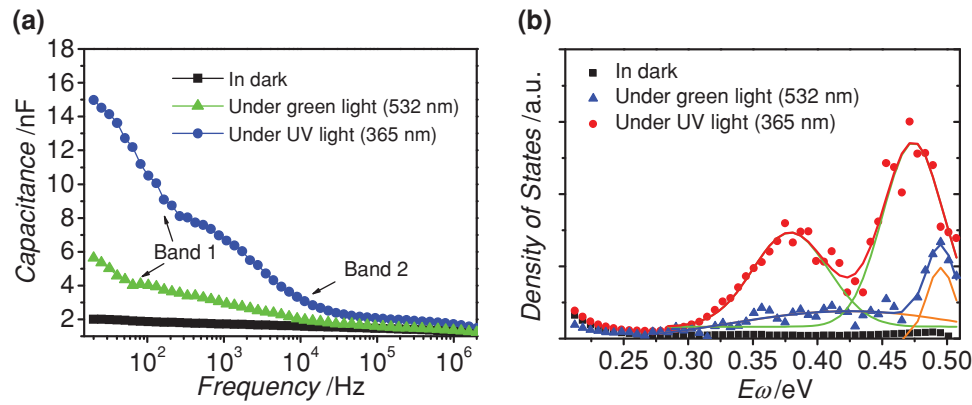 (a)
Capacitance /nF
18
16
14
12
10
8
6
4
2
In dark
Under green light (532 nm)
Under UV light (365 nm)
Band 1
Band 2
10² 10³ 10⁴ 10⁵ 10⁶
Frequency /Hz
(b)
Density of States /a.u.
In dark
Under green light (532 nm)
Under UV light (365 nm)
0.25 0.30 0.35 0.40 0.45 0.50
Eω/eV